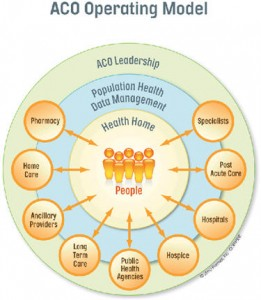 ACO Operating Model
ACO Leadership
Population Health
Data Management
Health Home
Pharmacy
Specialists
Home
Care
Post
Acute Care
People
Ancillary
Providers
Hospitals
Long
Term
Care
Public
Health
Agencies
Hospice